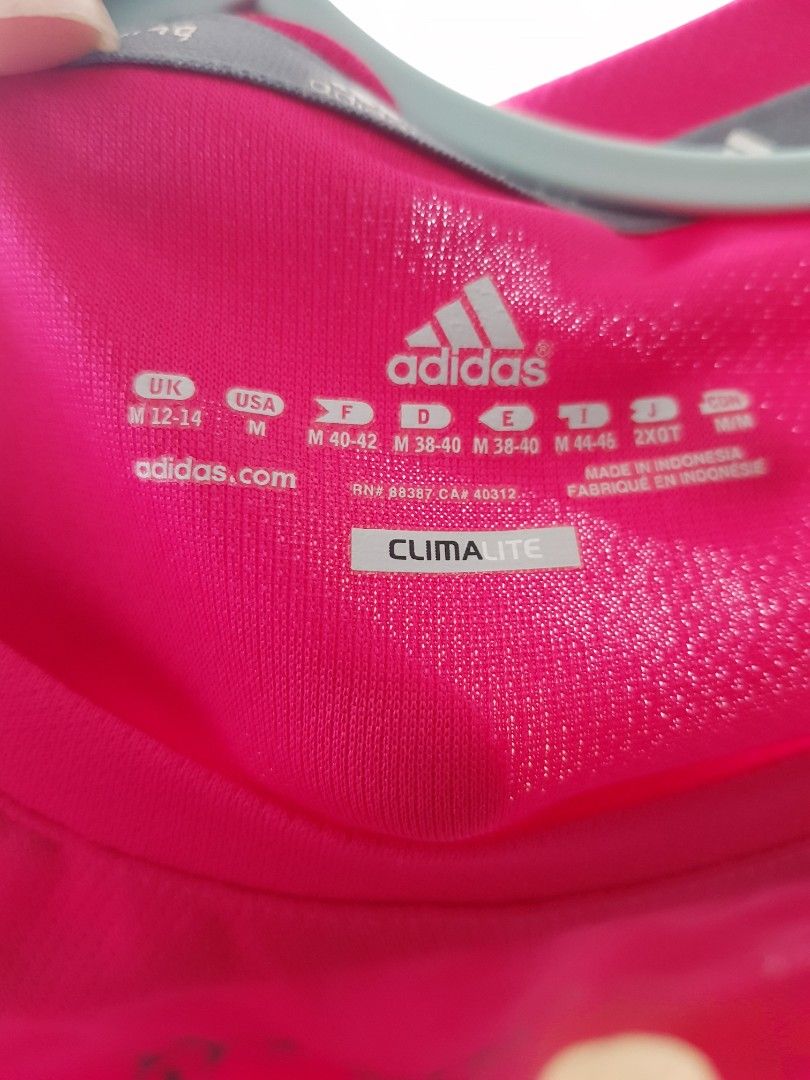 adidas®
UK USA F D E I J CDN
M 12-14 M M 40-42 M 38-40 M 38-40 M 44-46 2XOT M/M
adidas.com
RN# 88387 CA# 40312
MADE IN INDONESIA
FABRIQUÉ EN INDONÉSIE
CLIMALITE